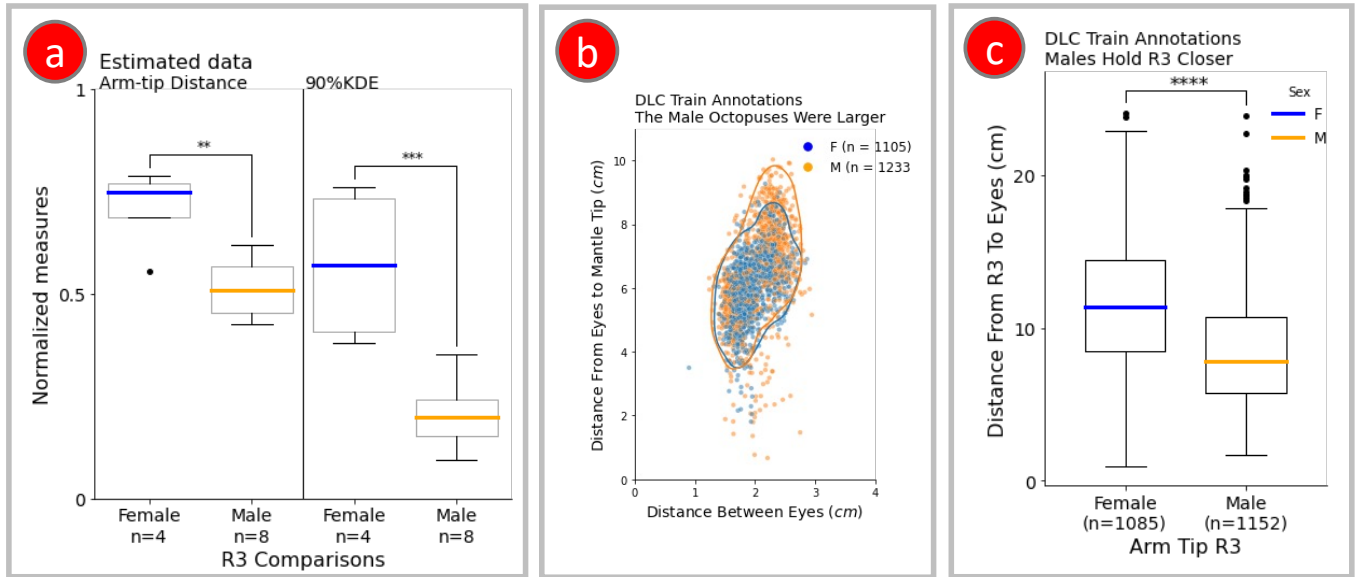 a
Estimated data
Arm-tip Distance
90%KDE
1
0.5
0
**
***
Normalized measures
Female
n=4
Male
n=8
Female
n=4
Male
n=8
R3 Comparisons
b
DLC Train Annotations
The Male Octopuses Were Larger
F (n = 1105)
M (n = 1233
10
8
6
4
2
0
Distance From Eyes to Mantle Tip (cm)
0 1 2 3 4
Distance Between Eyes (cm)
c
DLC Train Annotations
Males Hold R3 Closer
****
Sex
F
M
20
10
0
Distance From R3 To Eyes (cm)
Female
(n=1085)
Male
(n=1152)
Arm Tip R3